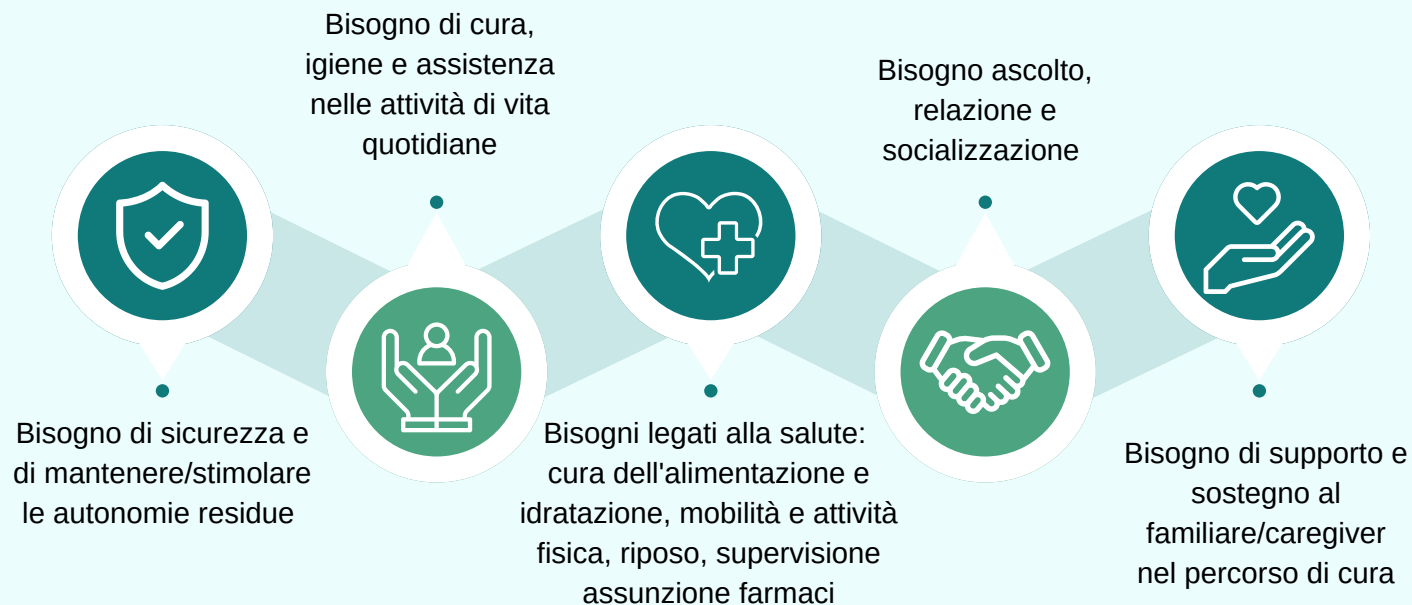 Bisogno di sicurezza e
di mantenere/stimolare
le autonomie residue
Bisogno di cura,
igiene e assistenza
nelle attività di vita
quotidiane
Bisogni legati alla salute:
cura dell'alimentazione e
idratazione, mobilità e attività
fisica, riposo, supervisione
assunzione farmaci
Bisogno ascolto,
relazione e
socializzazione
Bisogno di supporto e
sostegno al
familiare/caregiver
nel percorso di cura